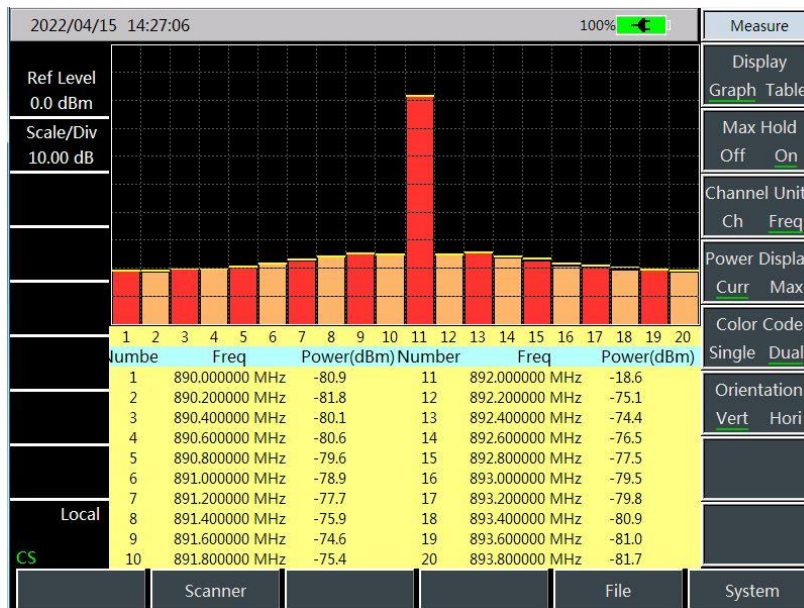 2022/04/15 14:27:06 100% Measure
Ref Level
0.0 dBm
Scale/Div
10.00 dB
Local
CS
1 2 3 4 5 6 7 8 9 10 11 12 13 14 15 16 17 18 19 20
Numbe Freq Power(dBm) Number Freq Power(dBm)
1 890.000000 MHz -80.9 11 892.000000 MHz -18.6
2 890.200000 MHz -81.8 12 892.200000 MHz -75.1
3 890.400000 MHz -80.1 13 892.400000 MHz -74.4
4 890.600000 MHz -80.6 14 892.600000 MHz -76.5
5 890.800000 MHz -79.6 15 892.800000 MHz -77.5
6 891.000000 MHz -78.9 16 893.000000 MHz -79.5
7 891.200000 MHz -77.7 17 893.200000 MHz -79.8
8 891.400000 MHz -75.9 18 893.400000 MHz -80.9
9 891.600000 MHz -74.6 19 893.600000 MHz -81.0
10 891.800000 MHz -75.4 20 893.800000 MHz -81.7
Display
Graph Table
Max Hold
Off On
Channel Unit
Ch Freq
Power Displa
Curr Max
Color Code
Single Dual
Orientation
Vert Hori
Scanner File System